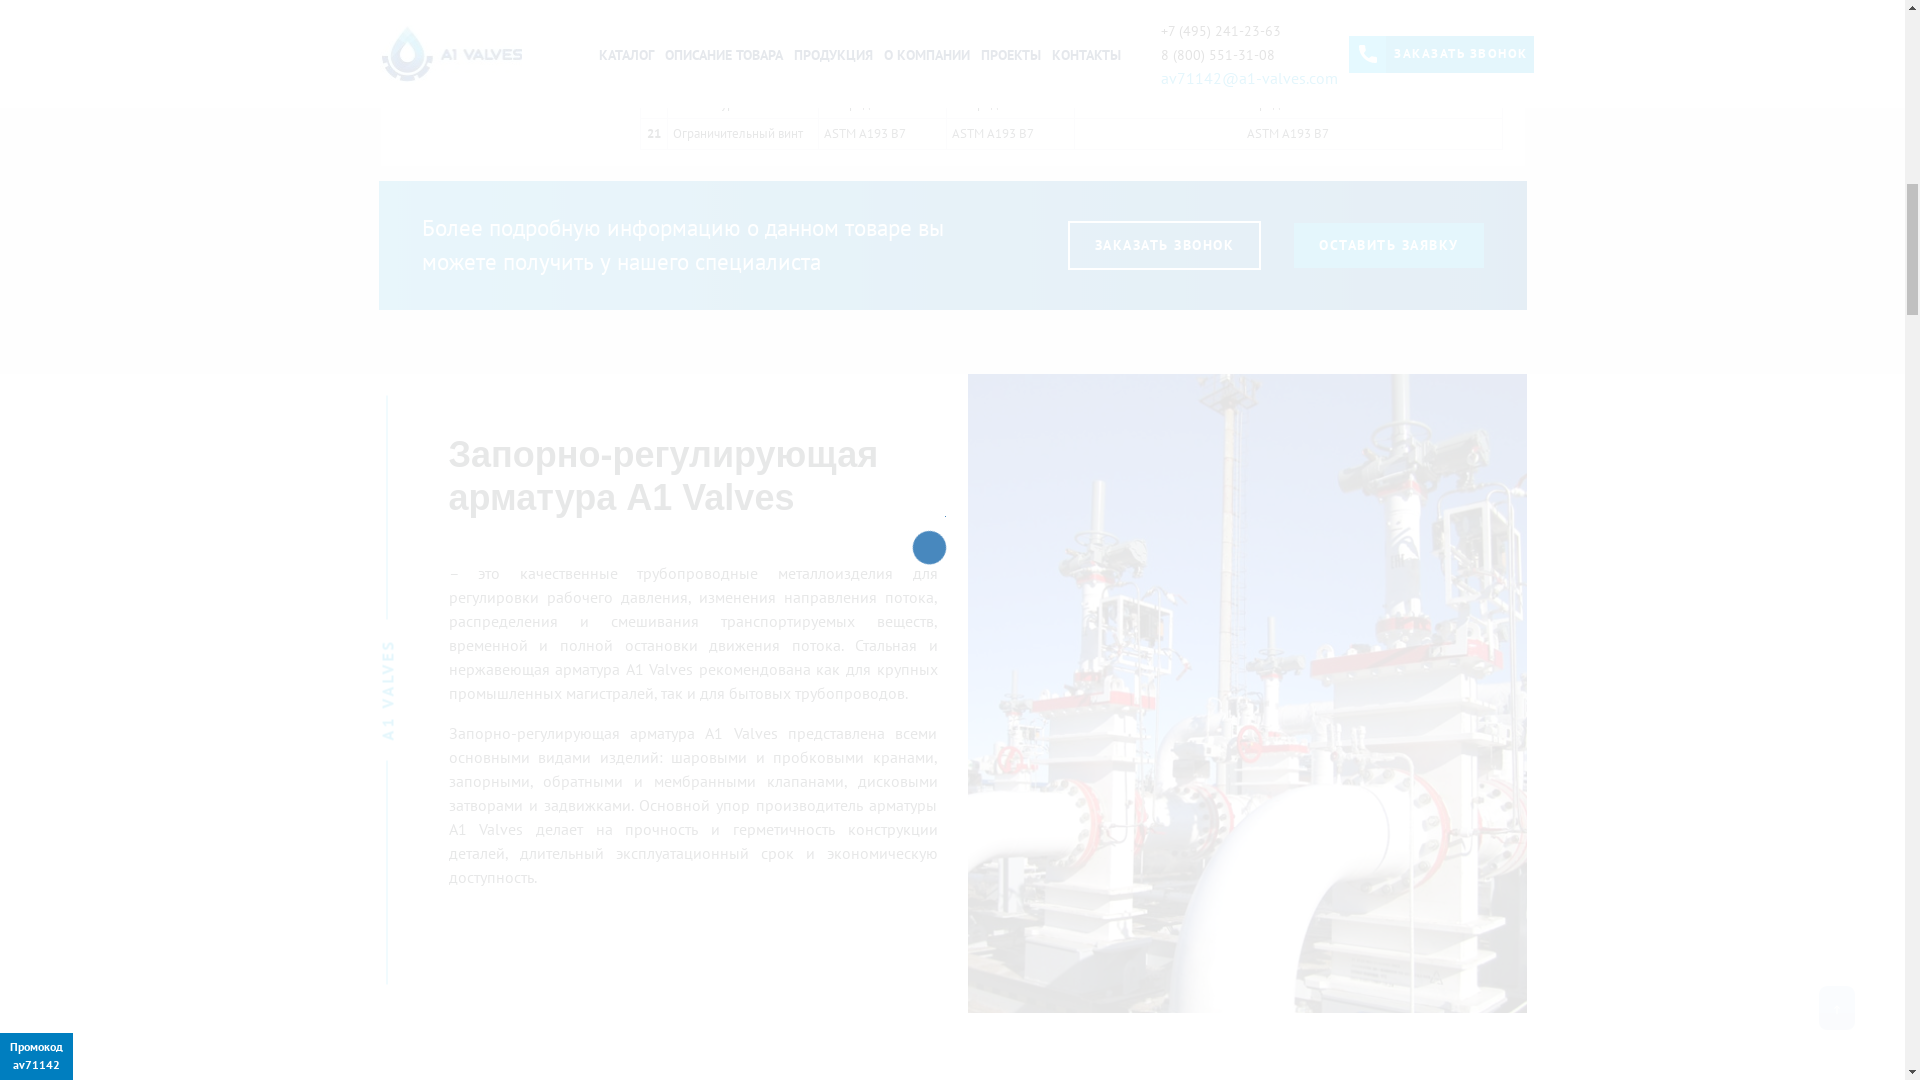 A1 VALVES
КАТАЛОГ ОПИСАНИЕ ТОВАРА ПРОДУКЦИЯ О КОМПАНИИ ПРОЕКТЫ КОНТАКТЫ
+7 (495) 241-23-63
8 (800) 551-31-08
av71142@a1-valves.com
ЗАКАЗАТЬ ЗВОНОК
21 Ограничительный винт ASTM A193 B7 ASTM A193 B7 ASTM A193 B7
Более подробную информацию о данном товаре вы
можете получить у нашего специалиста
ЗАКАЗАТЬ ЗВОНОК
ОСТАВИТЬ ЗАЯВКУ
A1 VALVES
Запорно-регулирующая
арматура A1 Valves
– это качественные трубопроводные металлоизделия для
регулировки рабочего давления, изменения направления потока,
распределения и смешивания транспортируемых веществ,
временной и полной остановки движения потока. Стальная и
нержавеющая арматура A1 Valves рекомендована как для крупных
промышленных магистралей, так и для бытовых трубопроводов.
Запорно-регулирующая арматура A1 Valves представлена всеми
основными видами изделий: шаровыми и пробковыми кранами,
запорными, обратными и мембранными клапанами, дисковыми
затворами и задвижками. Основной упор производитель арматуры
A1 Valves делает на прочность и герметичность конструкции
деталей, длительный эксплуатационный срок и экономическую
доступность.
Промокод
av71142